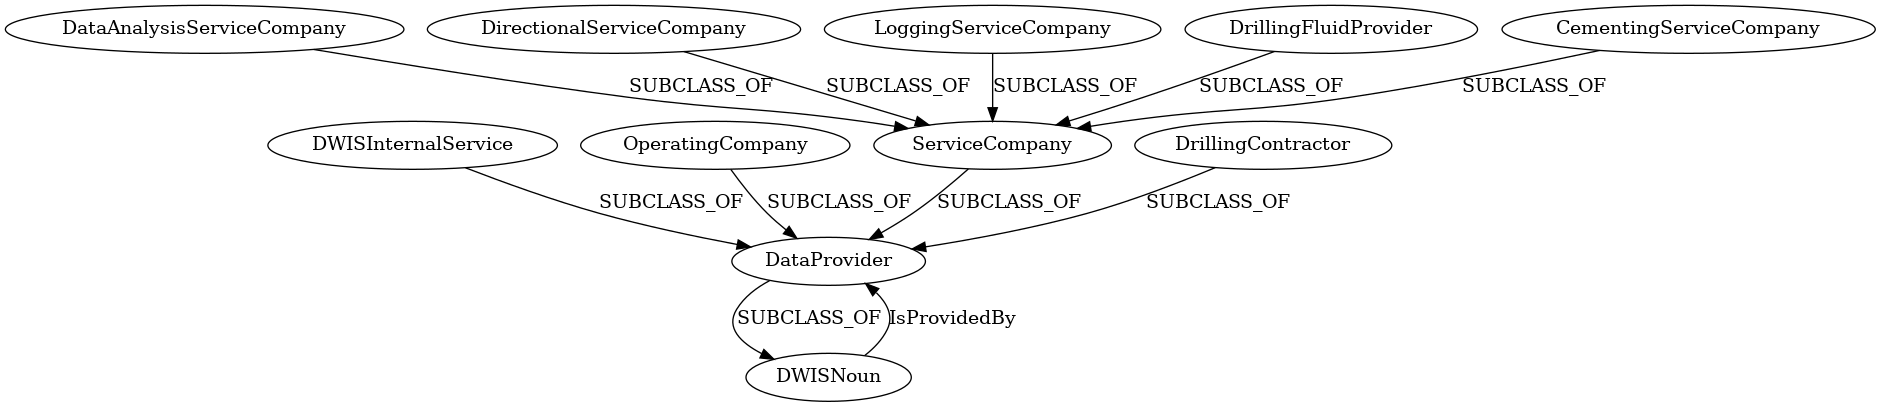 DataAnalysisServiceCompany
DirectionalServiceCompany
LoggingServiceCompany
DrillingFluidProvider
CementingServiceCompany
SUBCLASS_OF
SUBCLASS_OF
SUBCLASS_OF
SUBCLASS_OF
SUBCLASS_OF
DWISInternalService
OperatingCompany
ServiceCompany
DrillingContractor
SUBCLASS_OF
SUBCLASS_OF
SUBCLASS_OF
SUBCLASS_OF
DataProvider
SUBCLASS_OF
IsProvidedBy
DWISNoun